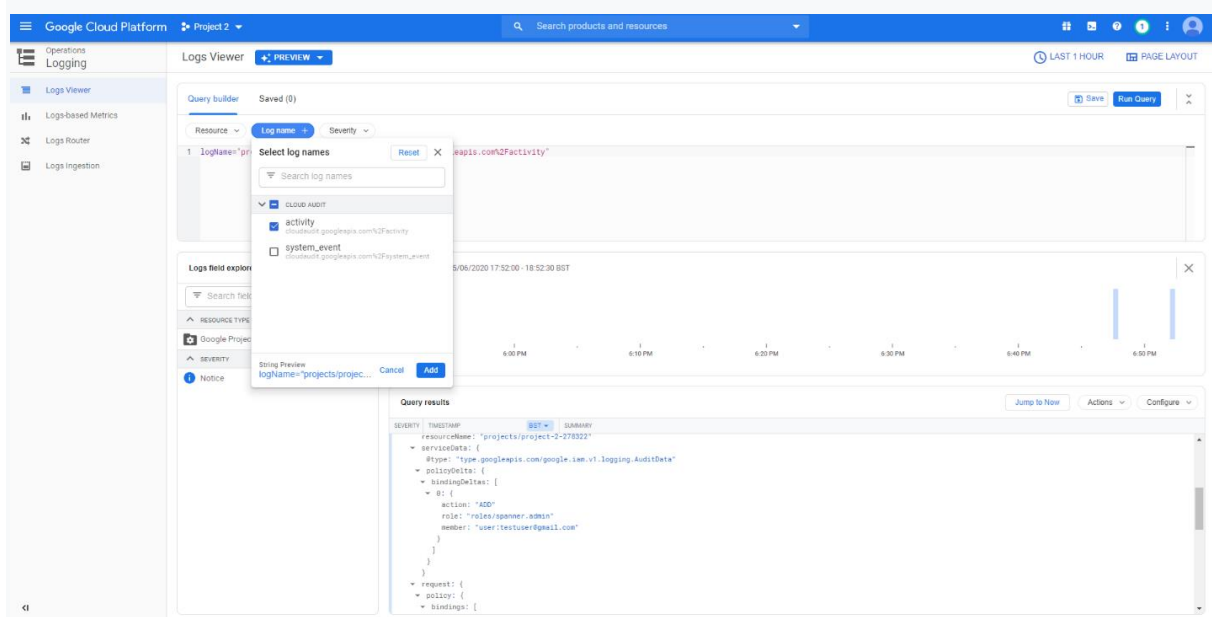 Google Cloud Platform Project 2 Search products and resources 1
Operations
Logging
Logs Viewer PREVIEW LAST 1 HOUR PAGE LAYOUT
Logs Viewer
Logs-based Metrics
Logs Router
Logs Ingestion
Query builder Saved (0) Save Run Query
Resource Log name + Severity
1 logName="pr eapis.com%2Factivity"
Select log names Reset
Search log names
CLOUD AUDIT
activity
cloudaudit.googleapis.com%2Factivity
system_event
cloudaudit.googleapis.com%2Fsystem_event
String Preview
logName="projects/projec... Cancel Add
Logs field explore 5/06/2020 17:52:00 - 18:52:30 BST
Search fiel
RESOURCE TYPE
Google Projec
SEVERITY
Notice
6:00 PM 6:10 PM 6:20 PM 6:30 PM 6:40 PM 6:50 PM
Query results Jump to Now Actions Configure
SEVERITY TIMESTAMP BST SUMMARY
resourceName: "projects/project-2-278322"
serviceData: {
@type: "type.googleapis.com/google.iam.v1.logging.AuditData"
policyDelta: {
bindingDeltas: [
0: {
action: "ADD"
role: "roles/spanner.admin"
member: "user:testuser@gmail.com"
}
]
}
}
request: {
policy: {
bindings: [